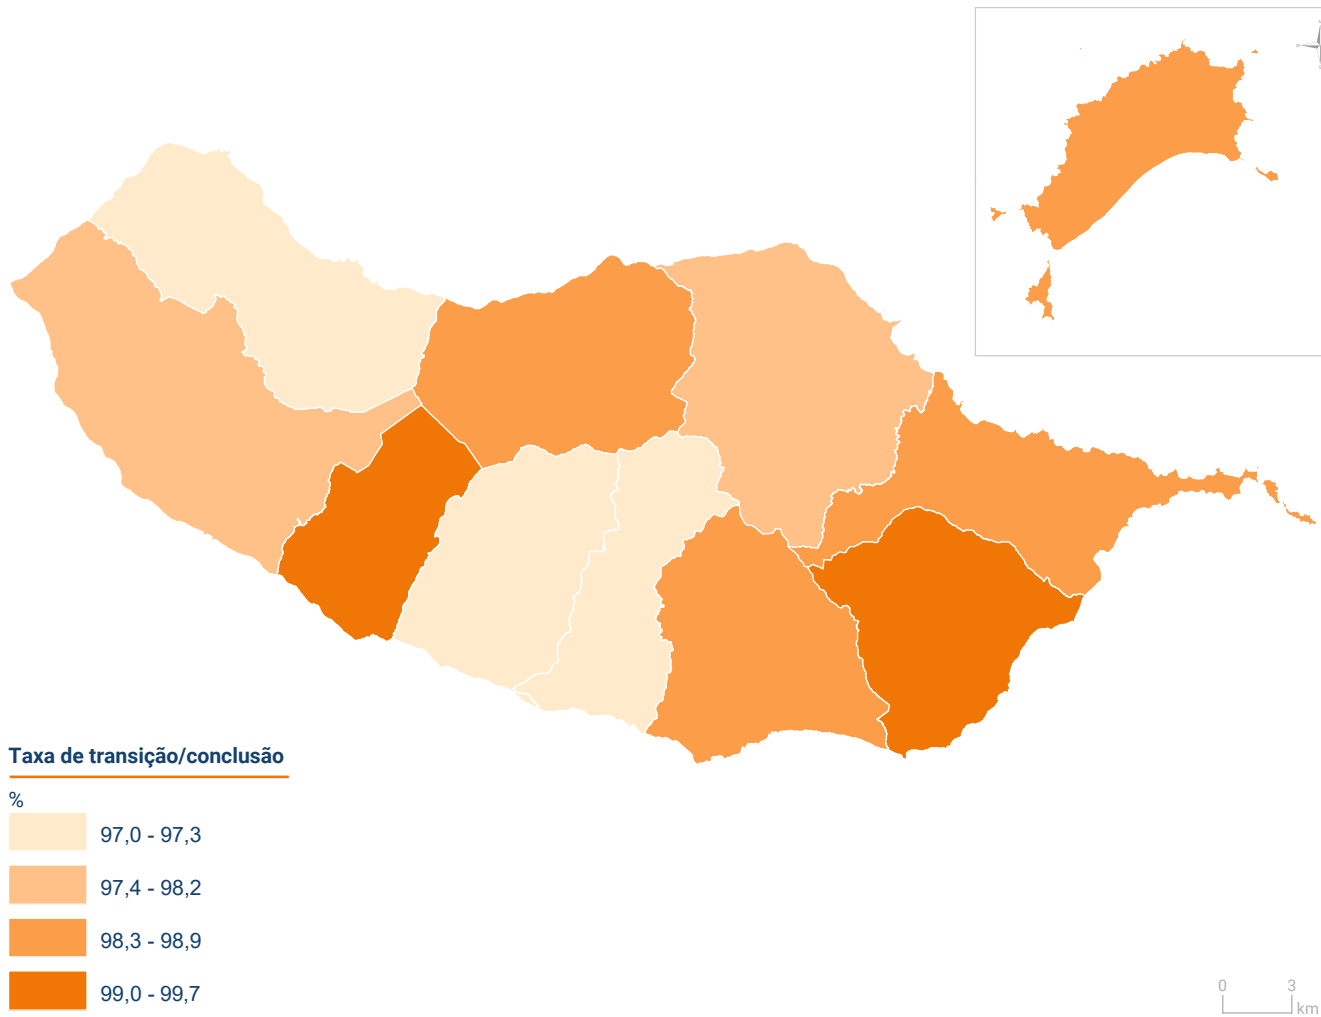 Taxa de transição/conclusão
%
97,0 - 97,3
97,4 - 98,2
98,3 - 98,9
99,0 - 99,7
0 3
km